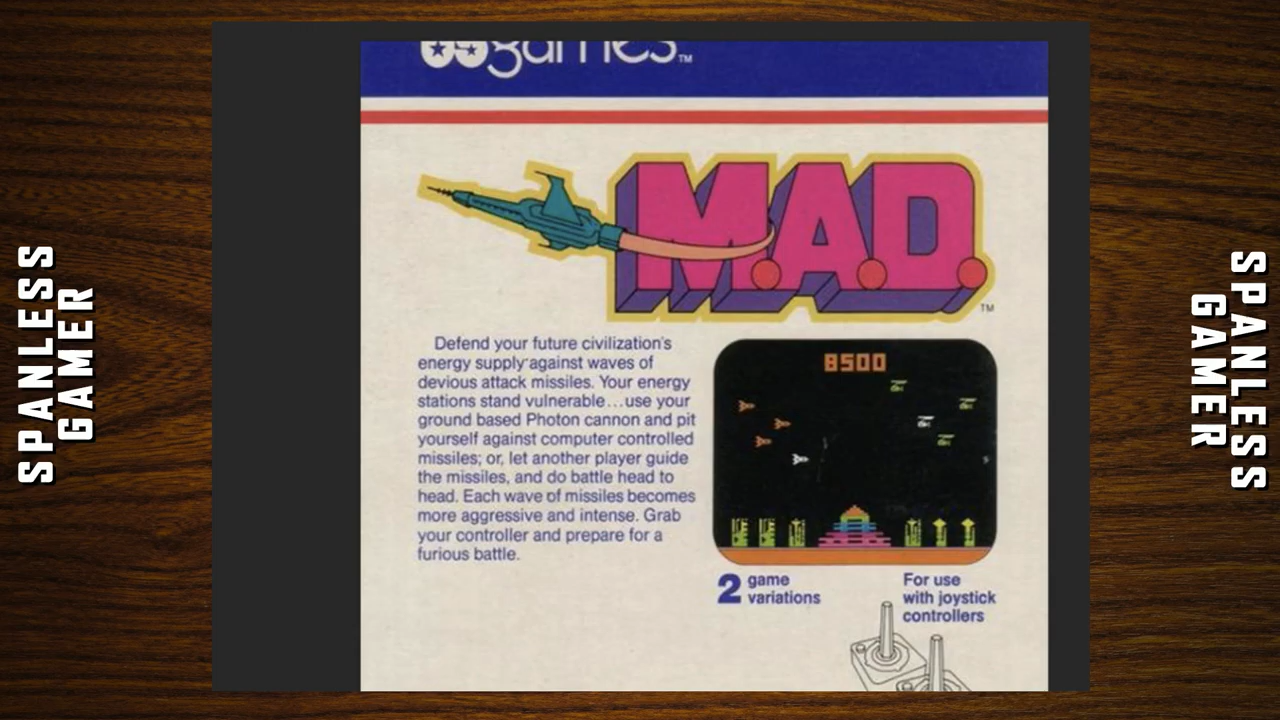 SPANLESS
GAMER
games™
M.A.D.
™
Defend your future civilization's
energy supply against waves of
devious attack missiles. Your energy
stations stand vulnerable...use your
ground based Photon cannon and pit
yourself against computer controlled
missiles; or, let another player guide
the missiles, and do battle head to
head. Each wave of missiles becomes
more aggressive and intense. Grab
your controller and prepare for a
furious battle.
8500
2 game
variations
For use
with joystick
controllers
SPANLESS
GAMER